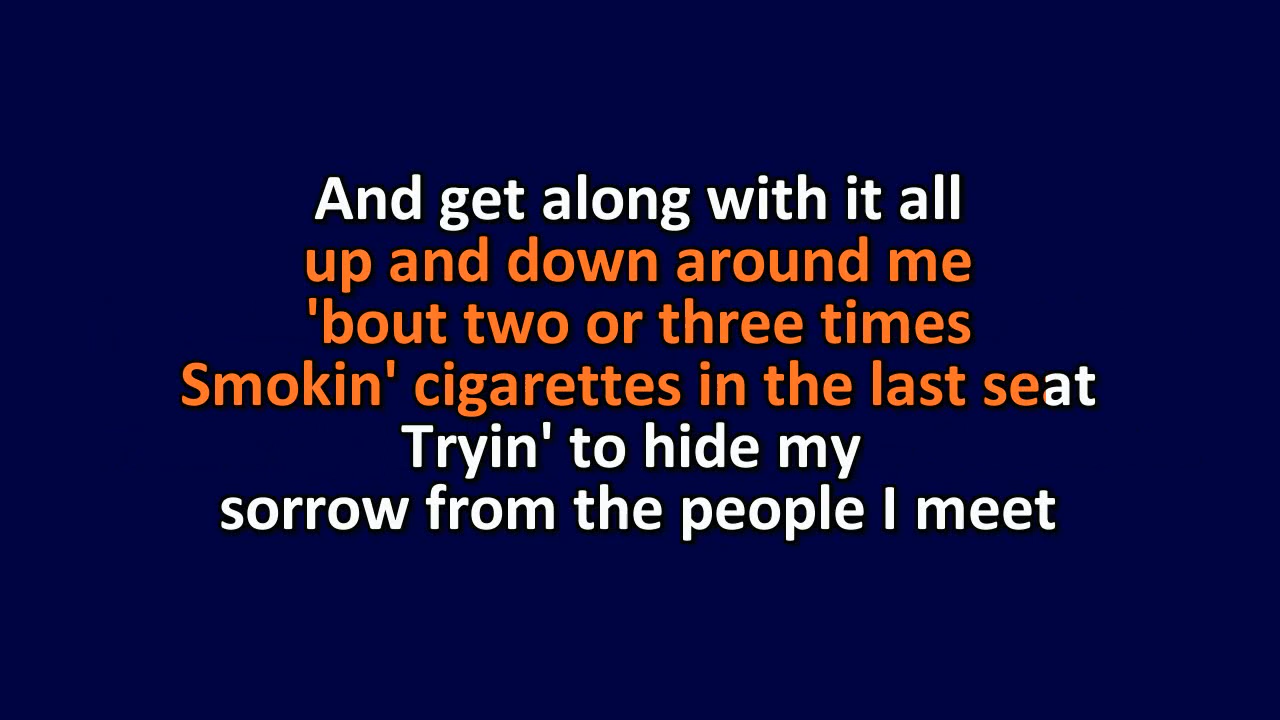 And get along with it all
up and down around me
'bout two or three times
Smokin' cigarettes in the last seat
Tryin' to hide my
sorrow from the people I meet